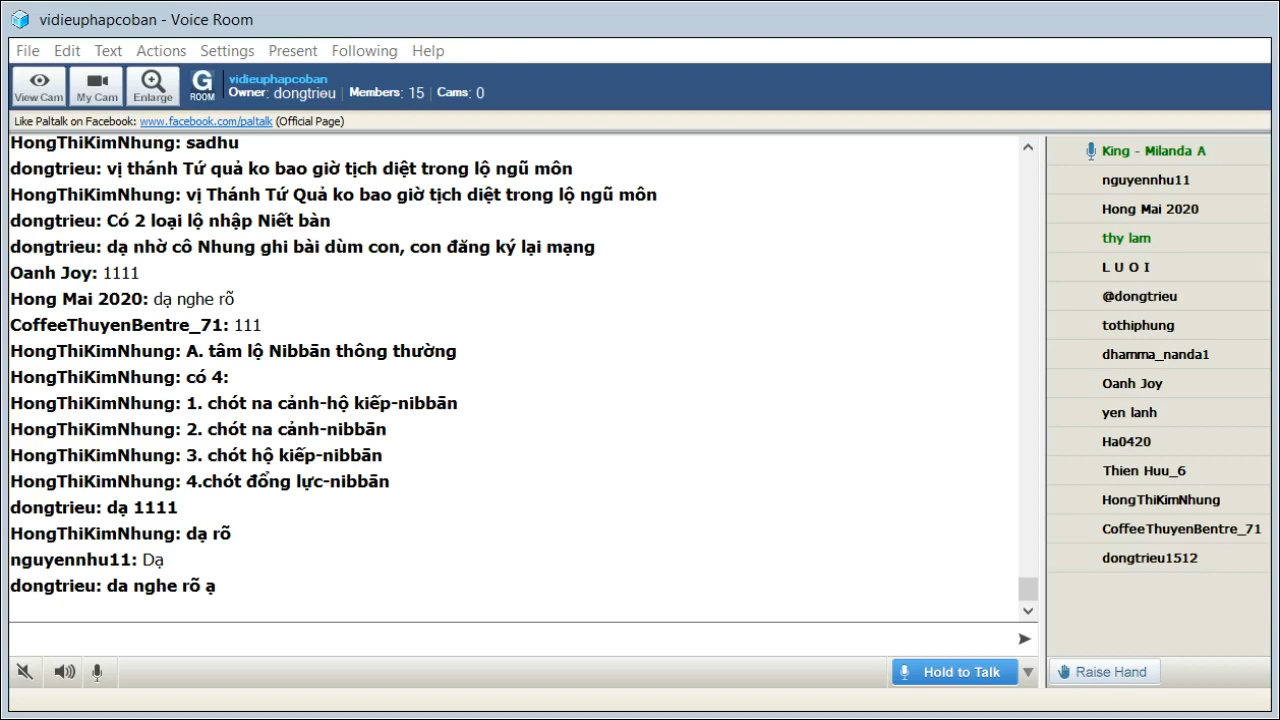 vidieuphapcoban - Voice Room
File Edit Text Actions Settings Present Following Help
View Cam My Cam Enlarge G ROOM vidieuphapcoban
Owner: dongtrieu | Members: 15 | Cams: 0
Like Paltalk on Facebook: www.facebook.com/paltalk (Official Page)
HongThiKimNhung: sadhu
dongtrieu: vị thánh Tứ quả ko bao giờ tịch diệt trong lộ ngũ môn
HongThiKimNhung: vị Thánh Tứ Quả ko bao giờ tịch diệt trong lộ ngũ môn
dongtrieu: Có 2 loại lộ nhập Niết bàn
dongtrieu: dạ nhờ cô Nhung ghi bài dùm con, con đăng ký lại mạng
Oanh Joy: 1111
Hong Mai 2020: dạ nghe rõ
CoffeeThuyenBentre_71: 111
HongThiKimNhung: A. tâm lộ Nibbān thông thường
HongThiKimNhung: có 4:
HongThiKimNhung: 1. chót na cảnh-hộ kiếp-nibbān
HongThiKimNhung: 2. chót na cảnh-nibbān
HongThiKimNhung: 3. chót hộ kiếp-nibbān
HongThiKimNhung: 4.chót đổng lực-nibbān
dongtrieu: dạ 1111
HongThiKimNhung: dạ rõ
nguyennhu11: Dạ
dongtrieu: da nghe rõ ạ
King - Milanda A
nguyennhu11
Hong Mai 2020
thy lam
L U O I
@dongtrieu
tothiphung
dhamma_nanda1
Oanh Joy
yen lanh
Ha0420
Thien Huu_6
HongThiKimNhung
CoffeeThuyenBentre_71
dongtrieu1512
Hold to Talk
Raise Hand